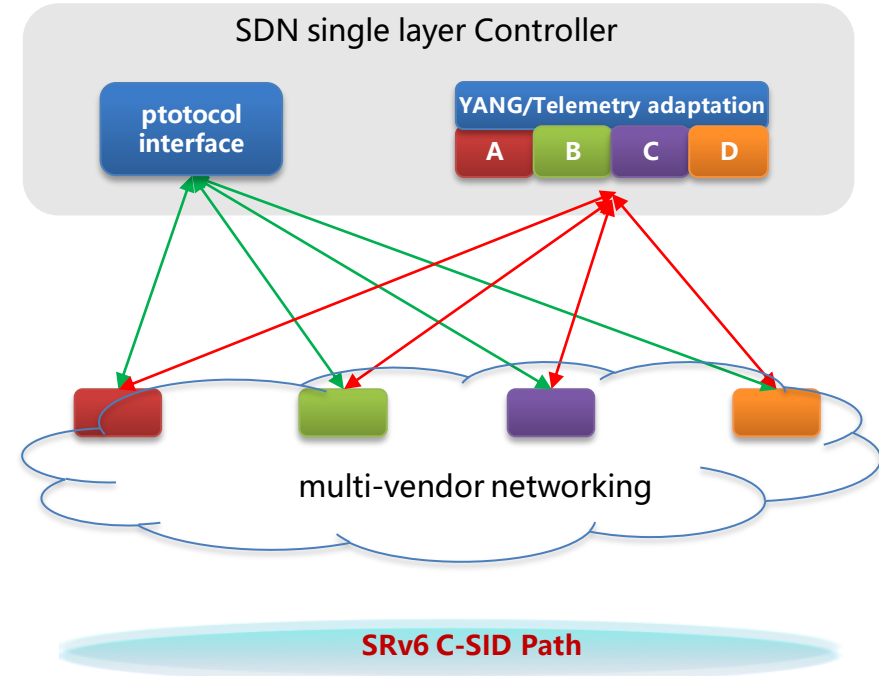 SDN single layer Controller
ptotocol
interface
YANG/Telemetry adaptation
A B C D
multi-vendor networking
SRv6 C-SID Path